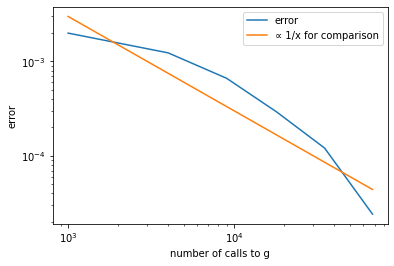 error
∝ 1/x for comparison
10⁻³
10⁻⁴
error
10³
10⁴
number of calls to g